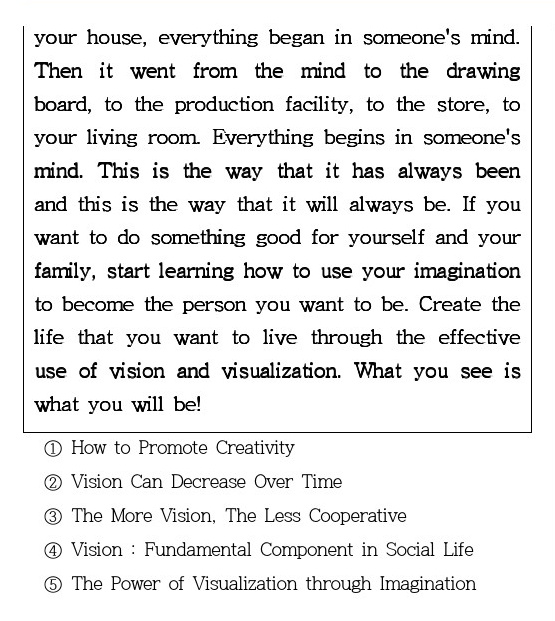 your house, everything began in someone's mind.
Then it went from the mind to the drawing
board, to the production facility, to the store, to
your living room. Everything begins in someone's
mind. This is the way that it has always been
and this is the way that it will always be. If you
want to do something good for yourself and your
family, start learning how to use your imagination
to become the person you want to be. Create the
life that you want to live through the effective
use of vision and visualization. What you see is
what you will be!
① How to Promote Creativity
② Vision Can Decrease Over Time
③ The More Vision, The Less Cooperative
④ Vision : Fundamental Component in Social Life
⑤ The Power of Visualization through Imagination